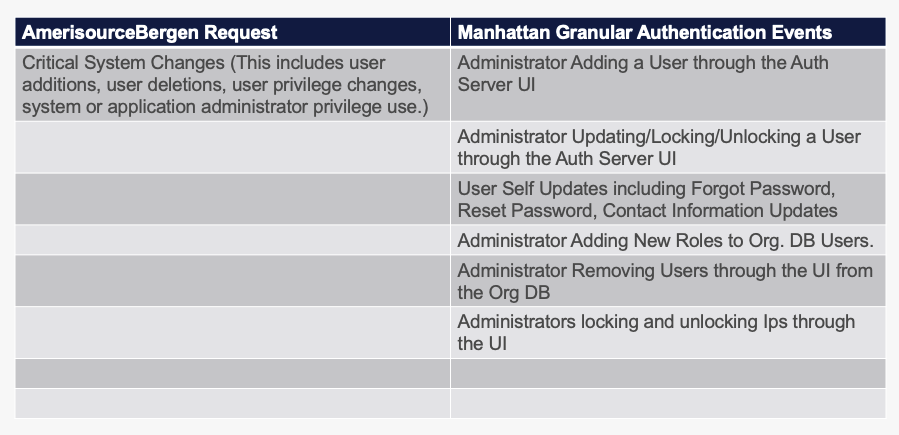 AmerisourceBergen Request
Manhattan Granular Authentication Events
Critical System Changes (This includes user
additions, user deletions, user privilege changes,
system or application administrator privilege use.)
Administrator Adding a User through the Auth
Server UI
Administrator Updating/Locking/Unlocking a User
through the Auth Server UI
User Self Updates including Forgot Password,
Reset Password, Contact Information Updates
Administrator Adding New Roles to Org. DB Users.
Administrator Removing Users through the UI from
the Org DB
Administrators locking and unlocking Ips through
the UI